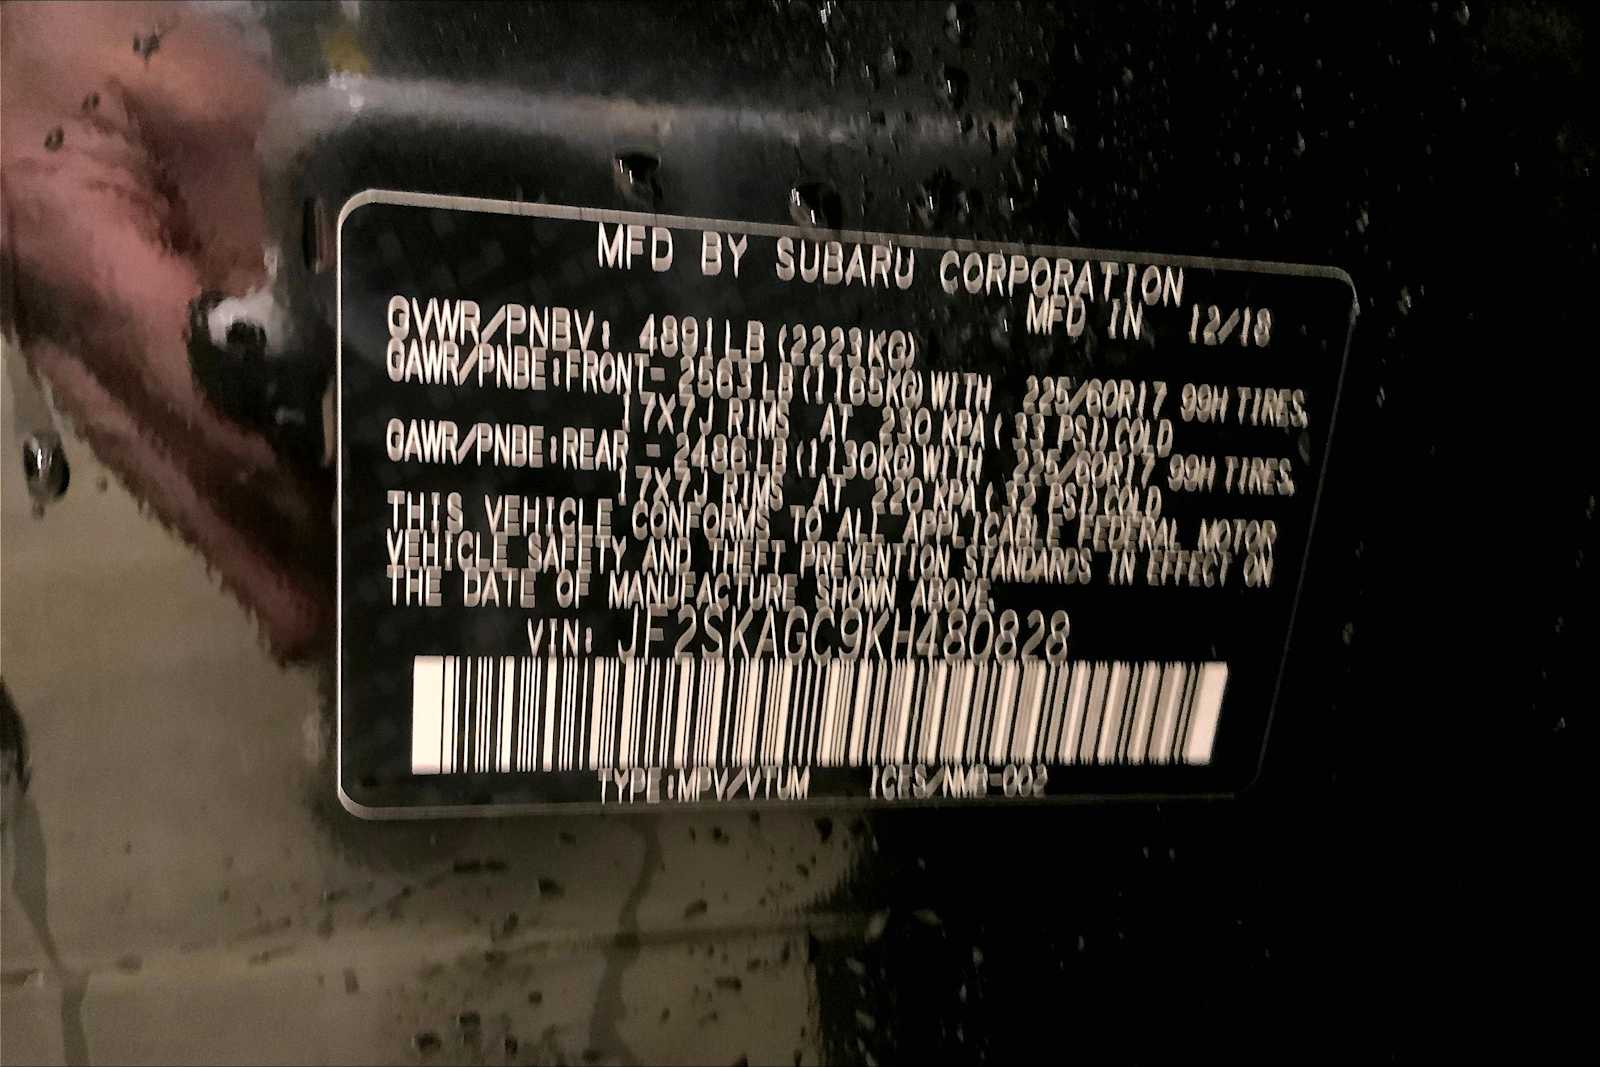 MFD BY SUBARU CORPORATION
MFD IN 12/18
GVWR/PNBV: 4891LB(2223KG)
GAWR/PNBE:FRONT- 2563LB(1165KG)WITH 225/60R17 99H TIRES,
17X7J RIMS AT 230 KPA( 33 PSI)COLD
GAWR/PNBE:REAR - 2486LB(1130KG)WITH 225/60R17 99H TIRES,
17X7J RIMS AT 220 KPA( 32 PSI)COLD
THIS VEHICLE CONFORMS TO ALL APPLICABLE FEDERAL MOTOR
VEHICLE SAFETY AND THEFT PREVENTION STANDARDS IN EFFECT ON
THE DATE OF MANUFACTURE SHOWN ABOVE.
VIN: JF2SKAGC9KH480828
TYPE:MPV/VTUM ICES/NMB-002